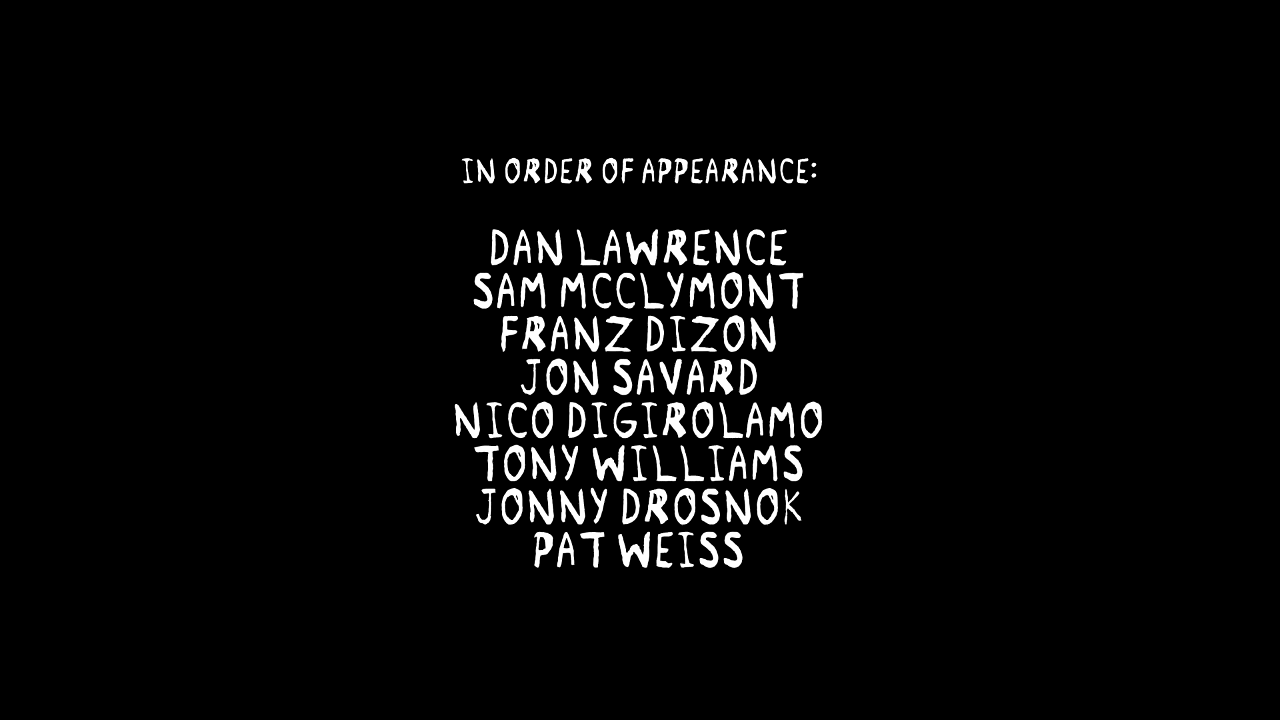 IN ORDER OF APPEARANCE:
DAN LAWRENCE
SAM MCCLYMONT
FRANZ DIZON
JON SAVARD
NICO DIGIROLAMO
TONY WILLIAMS
JONNY DROSNOK
PAT WEISS